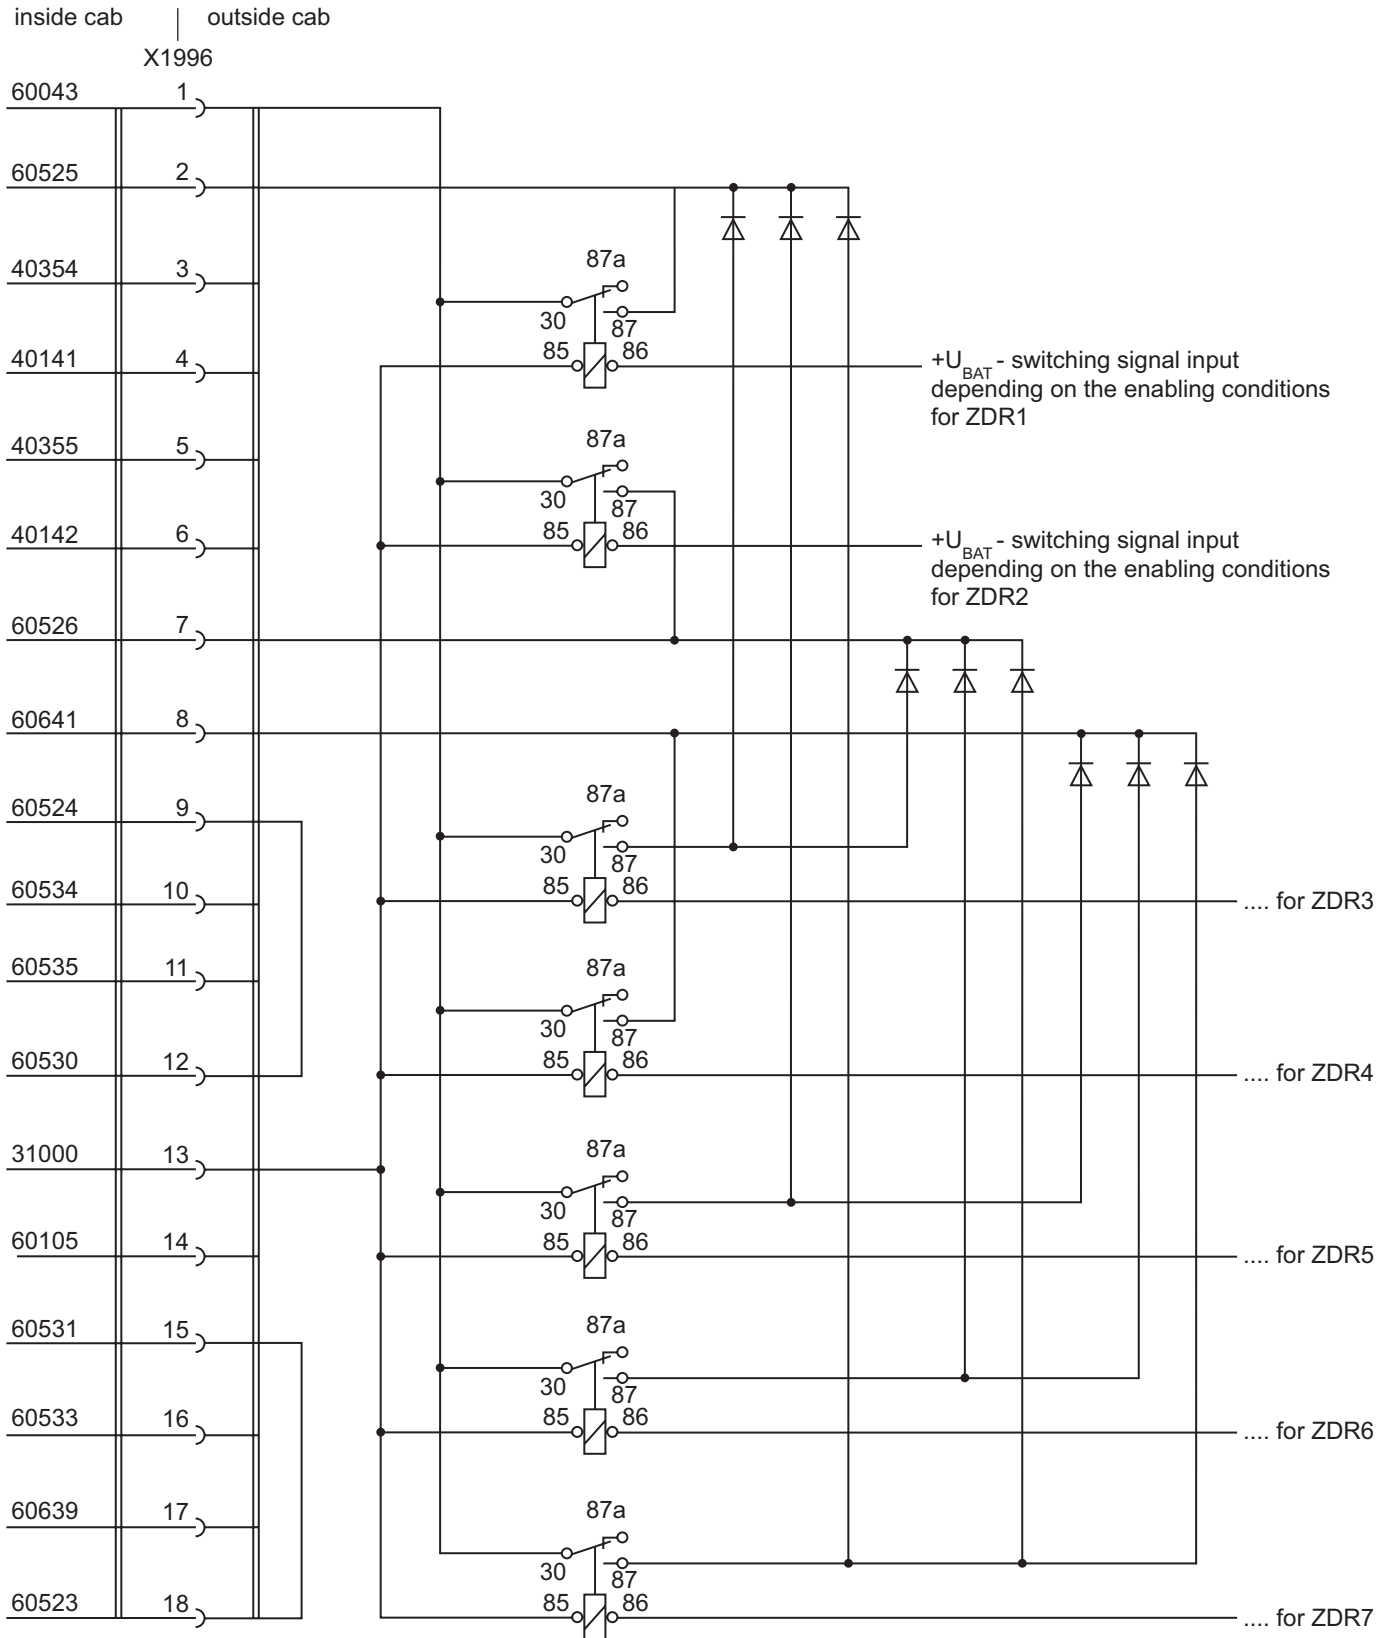 inside cab
outside cab
X1996
60043 1
60525 2
40354 3
87a
30
87
40141 4
85 86
+UBAT - switching signal input
depending on the enabling conditions
for ZDR1
40355 5
87a
30
87
40142 6
85 86
+UBAT - switching signal input
depending on the enabling conditions
for ZDR2
60526 7
60641 8
60524 9
87a
30
87
60534 10
85 86
.... for ZDR3
60535 11
87a
30
87
60530 12
85 86
.... for ZDR4
31000 13
87a
30
87
60105 14
85 86
.... for ZDR5
60531 15
87a
30
87
60533 16
85 86
.... for ZDR6
60639 17
87a
30
87
60523 18
85 86
.... for ZDR7